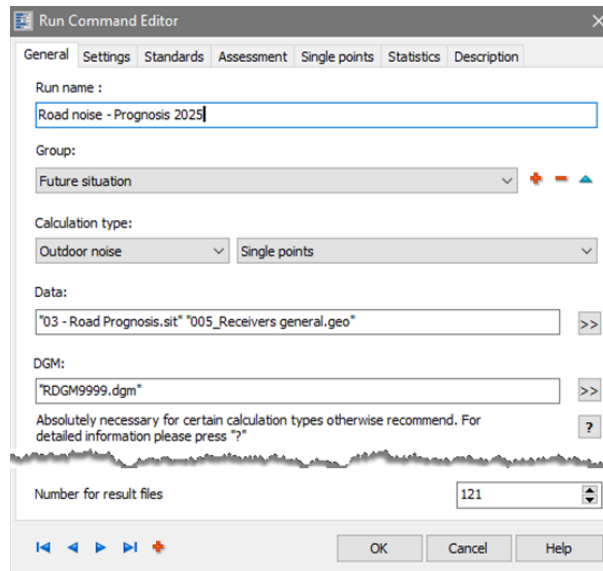 Run Command Editor
General Settings Standards Assessment Single points Statistics Description
Run name :
Road noise - Prognosis 2025
Group:
Future situation
Calculation type:
Outdoor noise Single points
Data:
"03 - Road Prognosis.sit" "005_Receivers general.geo"
>>
DGM:
"RDGM9999.dgm"
>>
Absolutely necessary for certain calculation types otherwise recommend. For
detailed information please press "?"
?
Number for result files 121
OK Cancel Help